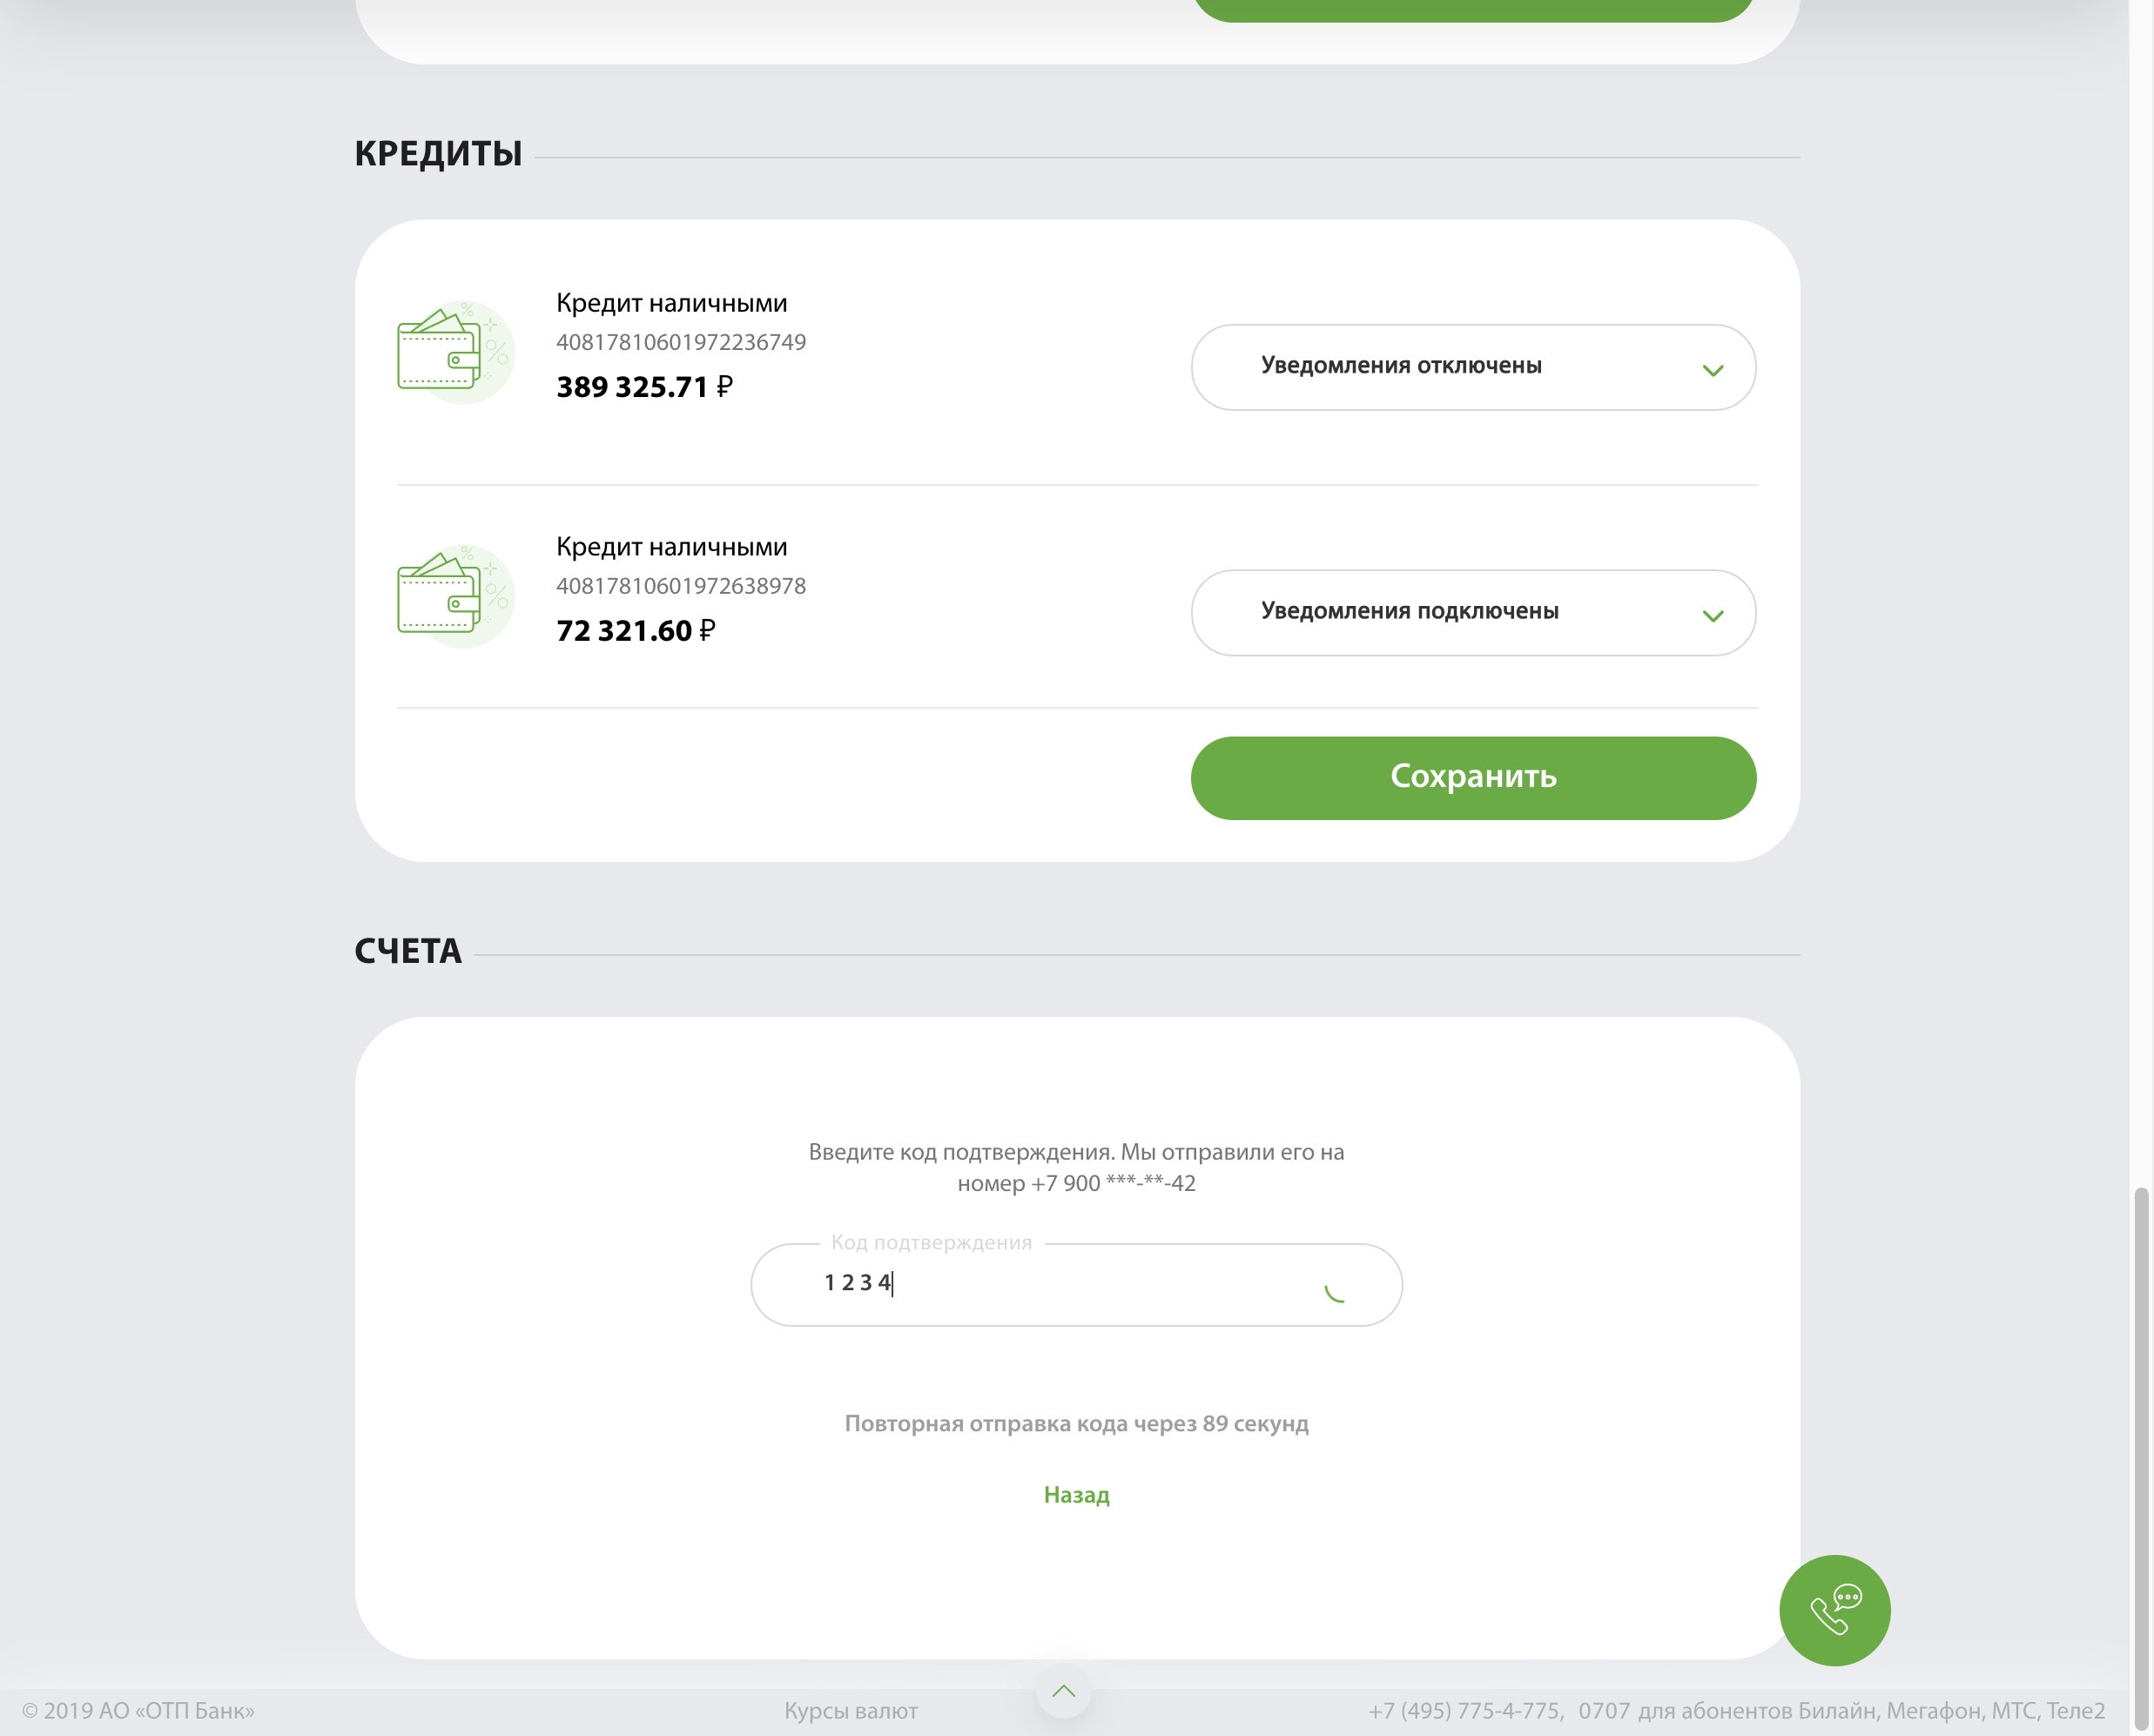 КРЕДИТЫ
Кредит наличными
40817810601972236749
389 325.71 ₽
Уведомления отключены
Кредит наличными
40817810601972638978
72 321.60 ₽
Уведомления подключены
Сохранить
СЧЕТА
Введите код подтверждения. Мы отправили его на
номер +7 900 ***-**-42
Код подтверждения
1 2 3 4
Повторная отправка кода через 89 секунд
Назад
© 2019 АО «ОТП Банк»
Курсы валют
+7 (495) 775-4-775, 0707 для абонентов Билайн, Мегафон, МТС, Теле2